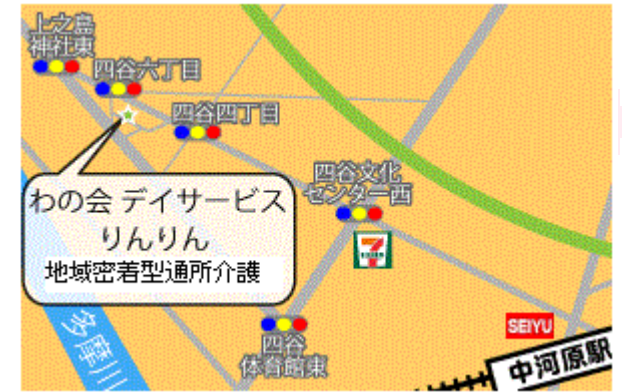 上之島
神社東
四谷六丁目
四谷四丁目
四谷文化
センター西
わの会 デイサービス
りんりん
地域密着型通所介護
SEIYU
中河原駅
多摩川
四谷
体育館東